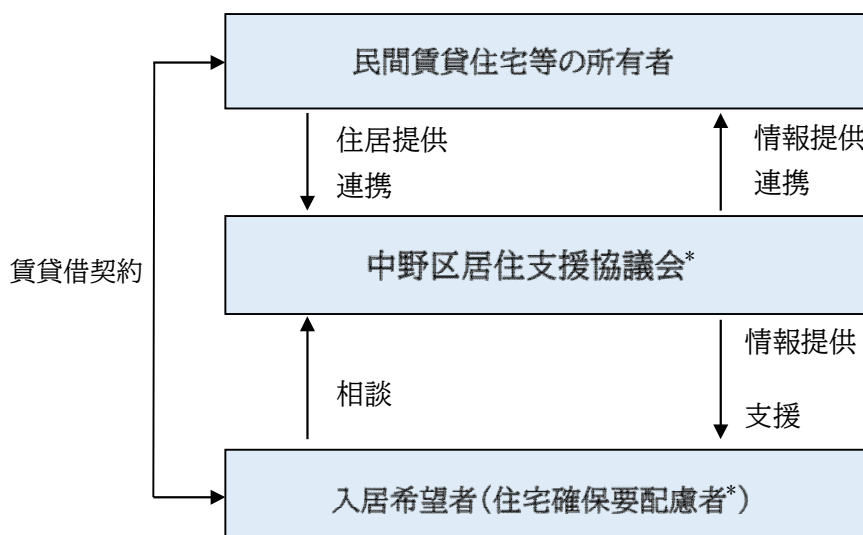 民間賃貸住宅等の所有者
住居提供
連携
情報提供
連携
中野区居住支援協議会*
賃貸借契約
相談
情報提供
支援
入居希望者(住宅確保要配慮者*)